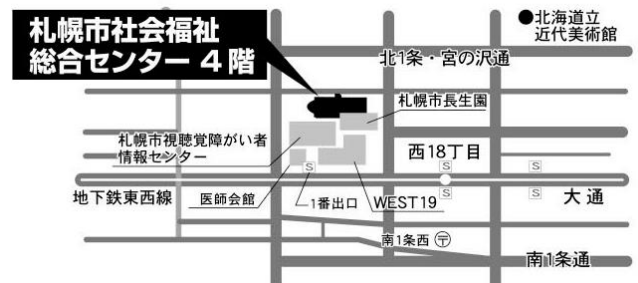 札幌市社会福祉
総合センター 4階
●北海道立
近代美術館
北1条・宮の沢通
札幌市長生園
札幌市視聴覚障がい者
情報センター
西18丁目
S
S
S
地下鉄東西線
医師会館
1番出口
WEST19
S
S
大通
南1条西〒
南1条通